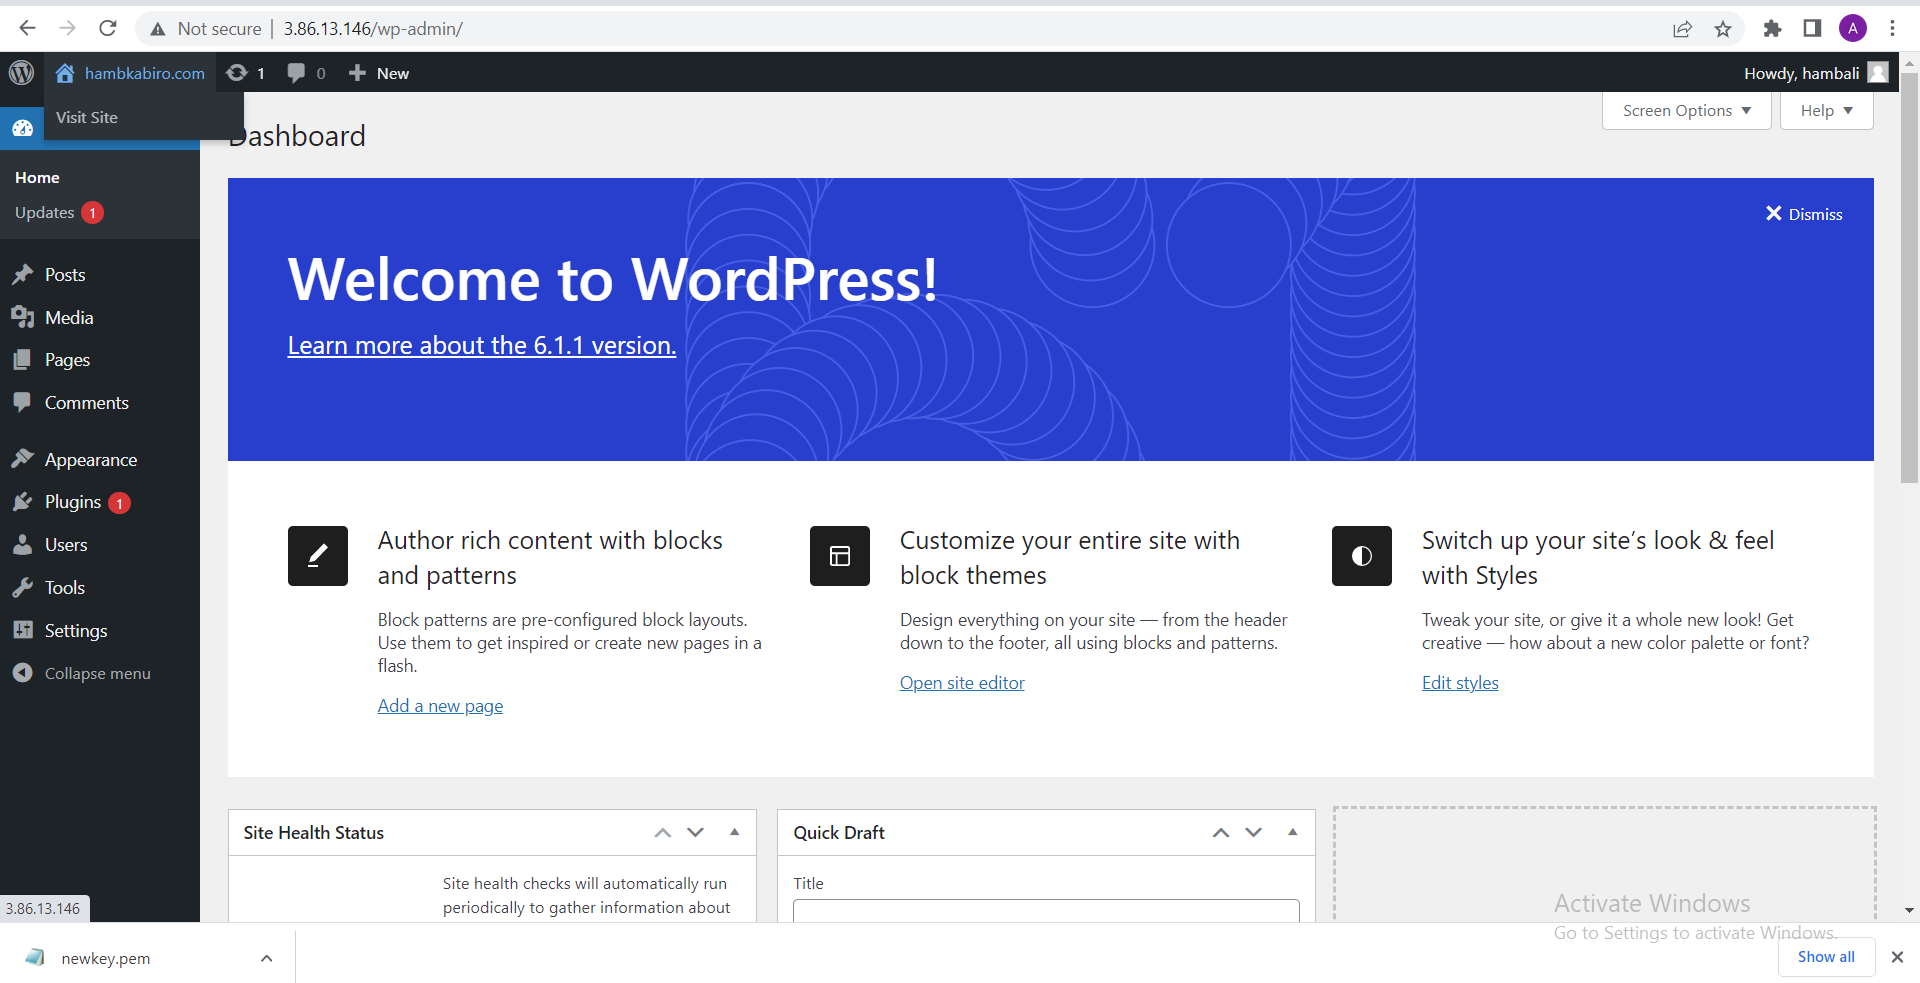 Not secure | 3.86.13.146/wp-admin/
A
hambkabiro.com 1 0 New
Howdy, hambali
Visit Site
Screen Options Help
Dashboard
Home
Updates 1
Posts
Media
Pages
Comments
Appearance
Plugins 1
Users
Tools
Settings
Collapse menu
Dismiss
Welcome to WordPress!
Learn more about the 6.1.1 version.
Author rich content with blocks
and patterns
Block patterns are pre-configured block layouts.
Use them to get inspired or create new pages in a
flash.
Add a new page
Customize your entire site with
block themes
Design everything on your site — from the header
down to the footer, all using blocks and patterns.
Open site editor
Switch up your site’s look & feel
with Styles
Tweak your site, or give it a whole new look! Get
creative — how about a new color palette or font?
Edit styles
Site Health Status
Site health checks will automatically run
periodically to gather information about
Quick Draft
Title
Activate Windows
Go to Settings to activate Windows.
3.86.13.146
newkey.pem
Show all